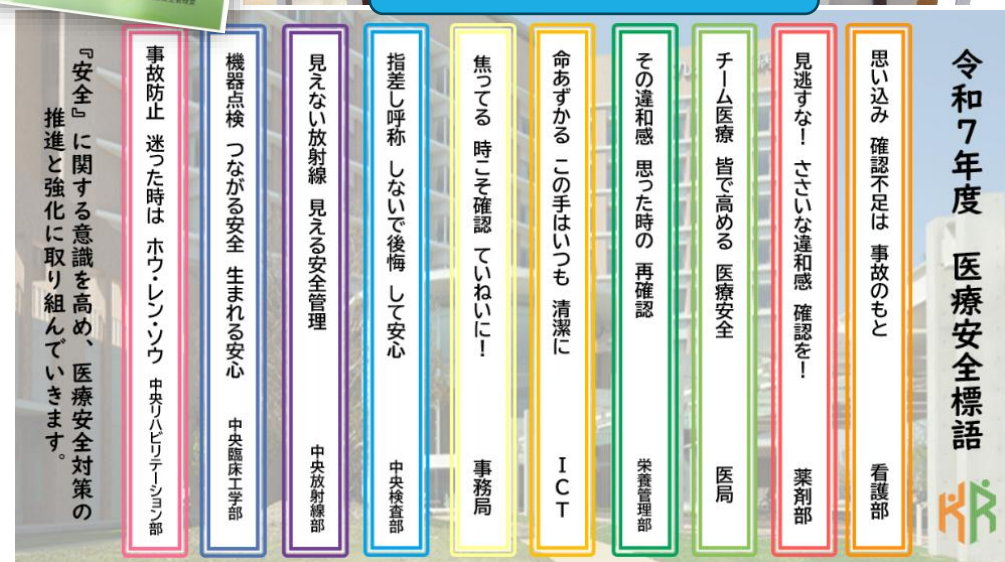 令和7年度 医療安全標語
思い込み 確認不足は 事故のもと 看護部
見逃すな！ ささいな違和感 確認を！ 薬剤部
チーム医療 皆で高める 医療安全 医局
その違和感 思った時の 再確認 栄養管理部
命あずかる この手はいつも 清潔に ICT
焦ってる 時こそ確認 ていねいに！ 事務局
指差し呼称 しないで後悔 して安心 中央検査部
見えない放射線 見える安全管理 中央放射線部
機器点検 つながる安全 生まれる安心 中央臨床工学部
事故防止 迷った時は ホウ・レン・ソウ 中央リハビリテーション部
『安全』に関する意識を高め、医療安全対策の
推進と強化に取り組んでいきます。
KR